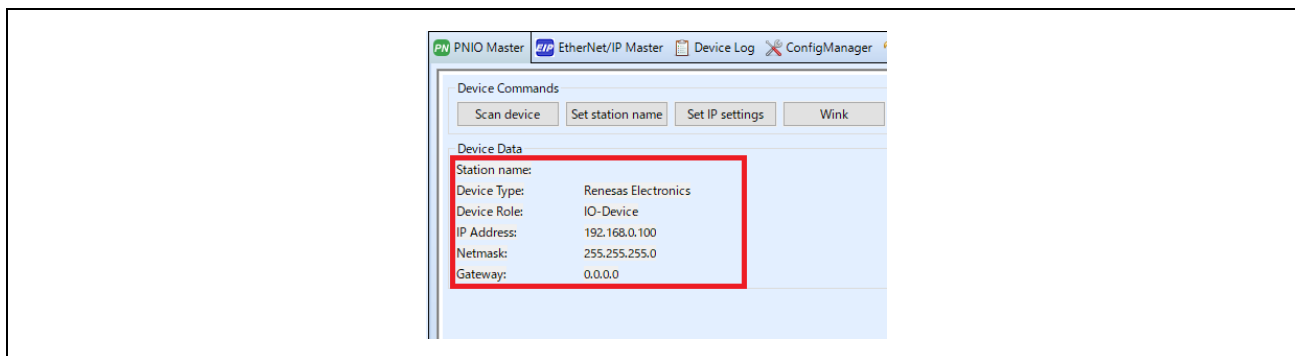 PN PNIO Master EIP EtherNet/IP Master Device Log ConfigManager
Device Commands
Scan device Set station name Set IP settings Wink
Device Data
Station name:
Device Type: Renesas Electronics
Device Role: IO-Device
IP Address: 192.168.0.100
Netmask: 255.255.255.0
Gateway: 0.0.0.0